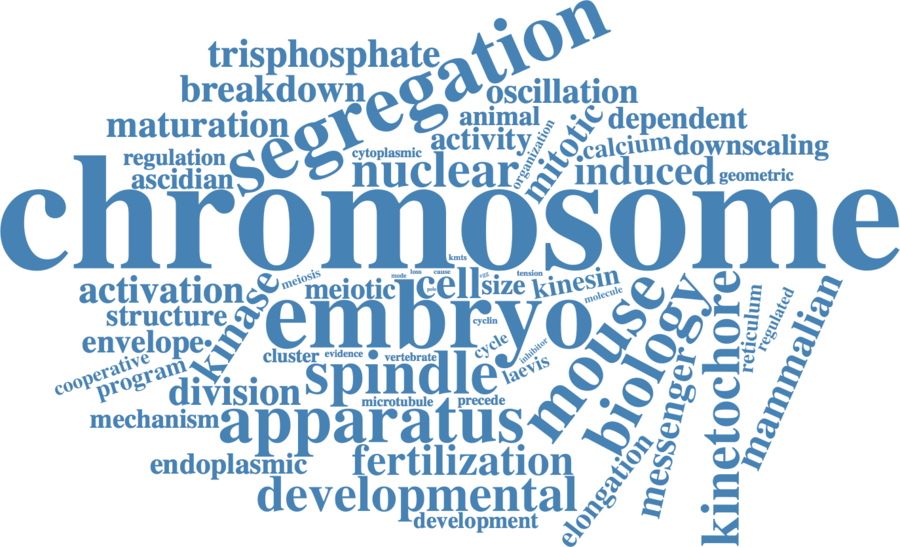 segregation
trisphosphate
breakdown
oscillation
maturation
animal
dependent
activity
organization
mitotic
calcium
downscaling
regulation
cytoplasmic
nuclear
induced
ascidian
geometric
chromosome
kmts
meiosis
mode
loss
cause
egg
tension
activation
kinase
meiotic
cell
size
kinesin
molecule
structure
embryo
cyclin
mouse
biology
kinetochore
reticulum
regulated
mammalian
envelope
cluster
evidence
vertebrate
cycle
inhibitor
cooperative
program
spindle
laevis
division
microtubule
precede
messenger
mechanism
apparatus
endoplasmic
fertilization
elongation
developmental
development